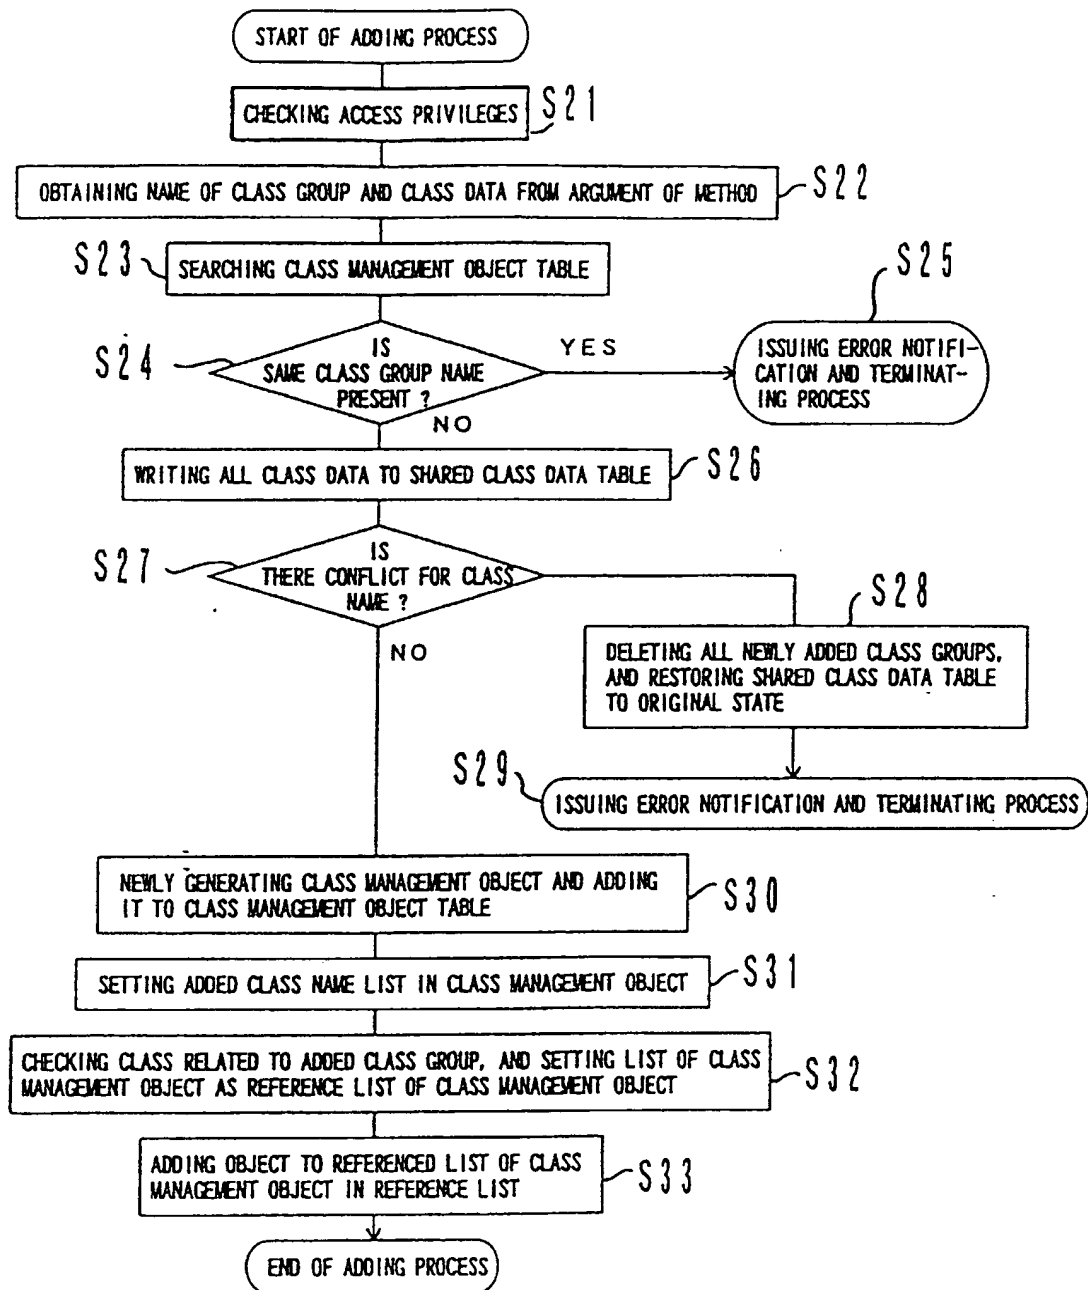 START OF ADDING PROCESS
CHECKING ACCESS PRIVILEGES
S21
OBTAINING NAME OF CLASS GROUP AND CLASS DATA FROM ARGUMENT OF METHOD
S22
S23
SEARCHING CLASS MANAGEMENT OBJECT TABLE
S24
IS
SAME CLASS GROUP NAME
PRESENT ?
YES
NO
S25
ISSUING ERROR NOTIFI-
CATION AND TERMINAT-
ING PROCESS
WRITING ALL CLASS DATA TO SHARED CLASS DATA TABLE
S26
S27
IS
THERE CONFLICT FOR CLASS
NAME ?
NO
S28
DELETING ALL NEWLY ADDED CLASS GROUPS,
AND RESTORING SHARED CLASS DATA TABLE
TO ORIGINAL STATE
S29
ISSUING ERROR NOTIFICATION AND TERMINATING PROCESS
NEWLY GENERATING CLASS MANAGEMENT OBJECT AND ADDING
IT TO CLASS MANAGEMENT OBJECT TABLE
S30
SETTING ADDED CLASS NAME LIST IN CLASS MANAGEMENT OBJECT
S31
CHECKING CLASS RELATED TO ADDED CLASS GROUP, AND SETTING LIST OF CLASS
MANAGEMENT OBJECT AS REFERENCE LIST OF CLASS MANAGEMENT OBJECT
S32
ADDING OBJECT TO REFERENCED LIST OF CLASS
MANAGEMENT OBJECT IN REFERENCE LIST
S33
END OF ADDING PROCESS